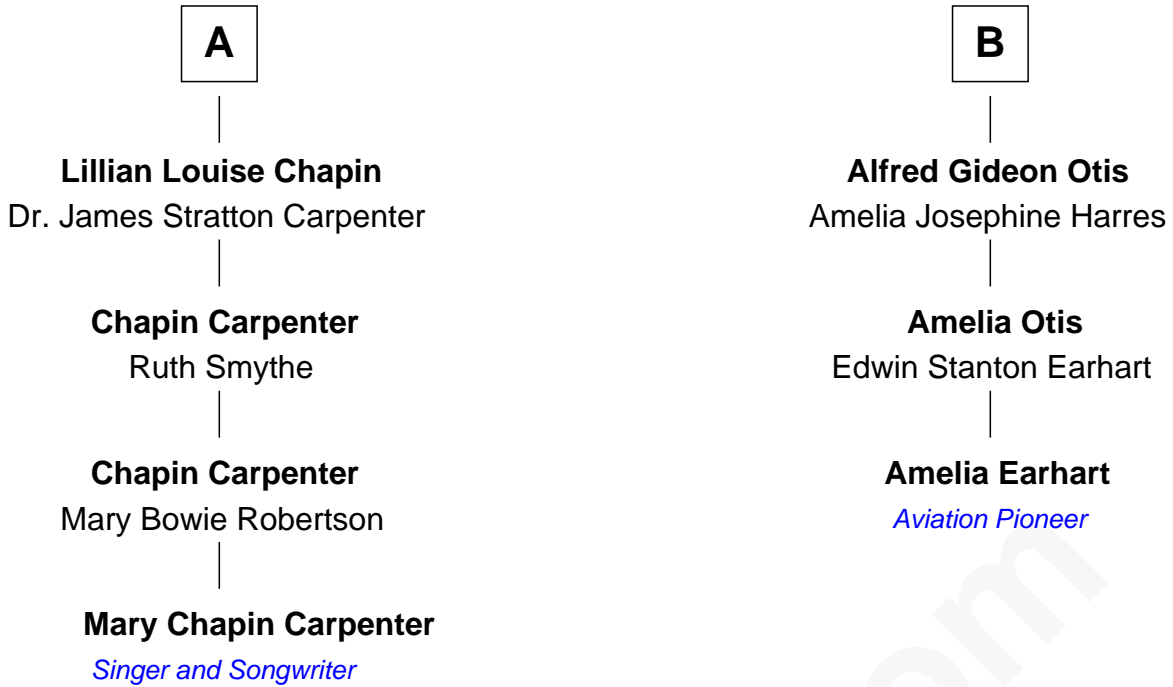 A
Lillian Louise Chapin
Dr. James Stratton Carpenter
Chapin Carpenter
Ruth Smythe
Chapin Carpenter
Mary Bowie Robertson
Mary Chapin Carpenter
Singer and Songwriter
B
Alfred Gideon Otis
Amelia Josephine Harres
Amelia Otis
Edwin Stanton Earhart
Amelia Earhart
Aviation Pioneer
om